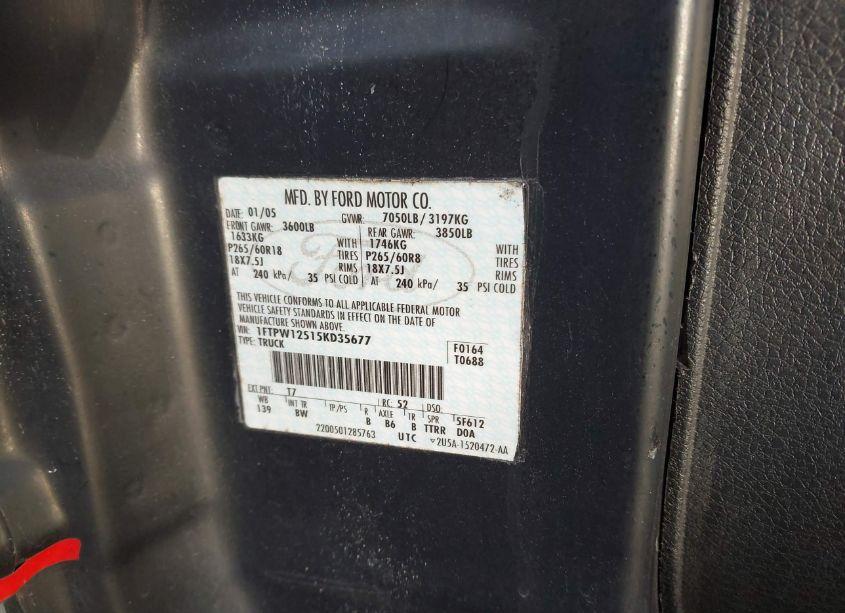 MFD. BY FORD MOTOR CO.
DATE: 01/05 GVWR: 7050LB / 3197KG
FRONT GAWR: 3600LB REAR GAWR: 3850LB
1633KG WITH 1746KG WITH
P265/60R18 TIRES P265/60R8 TIRES
18X7.5J RIMS 18X7.5J RIMS
AT 240 kPa/ 35 PSI COLD AT 240 kPa/ 35 PSI COLD
Ford
THIS VEHICLE CONFORMS TO ALL APPLICABLE FEDERAL MOTOR
VEHICLE SAFETY STANDARDS IN EFFECT ON THE DATE OF
MANUFACTURE SHOWN ABOVE.
VIN: 1FTPW12515KD35677
TYPE: TRUCK
F0164
T0688
EXT.PNT: T7 RC: 52 DSO:
WB INT TR TP/PS R AXLE TR SPR 5F612
139 BW B B6 B TTRR DOA
2200501285763 UTC ▽2U5A-1520472-AA